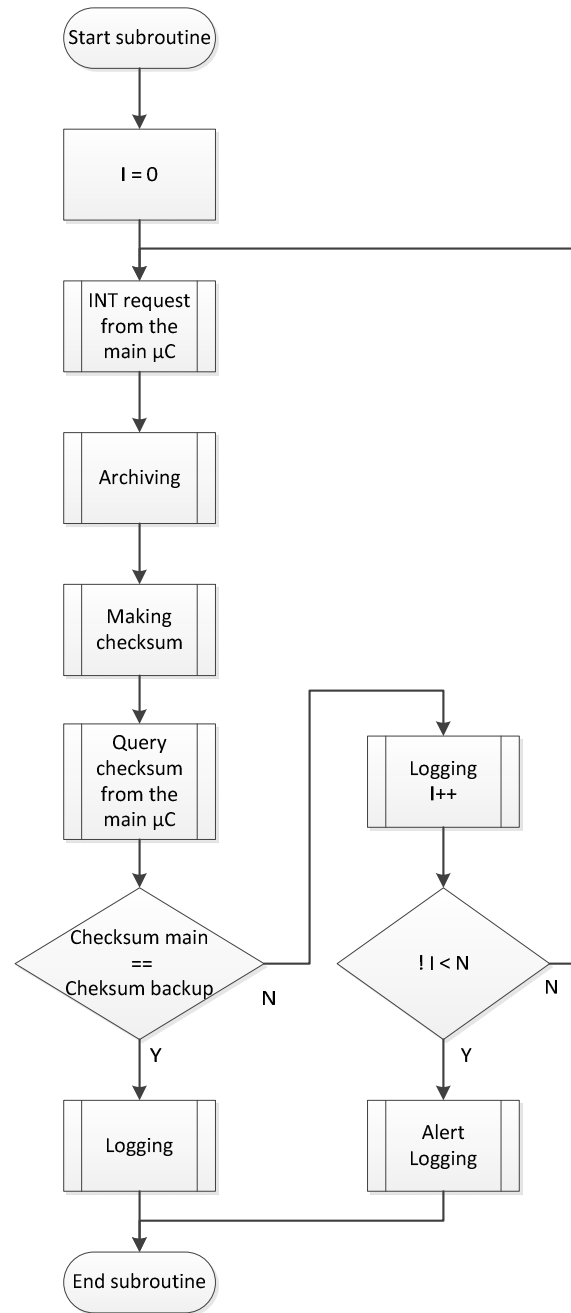 Start subroutine
I = 0
INT request
from the
main µC
Archiving
Making
checksum
Query
checksum
from the
main µC
Checksum main
==
Cheksum backup
N
Y
Logging
Logging
I++
! I < N
N
Y
Alert
Logging
End subroutine